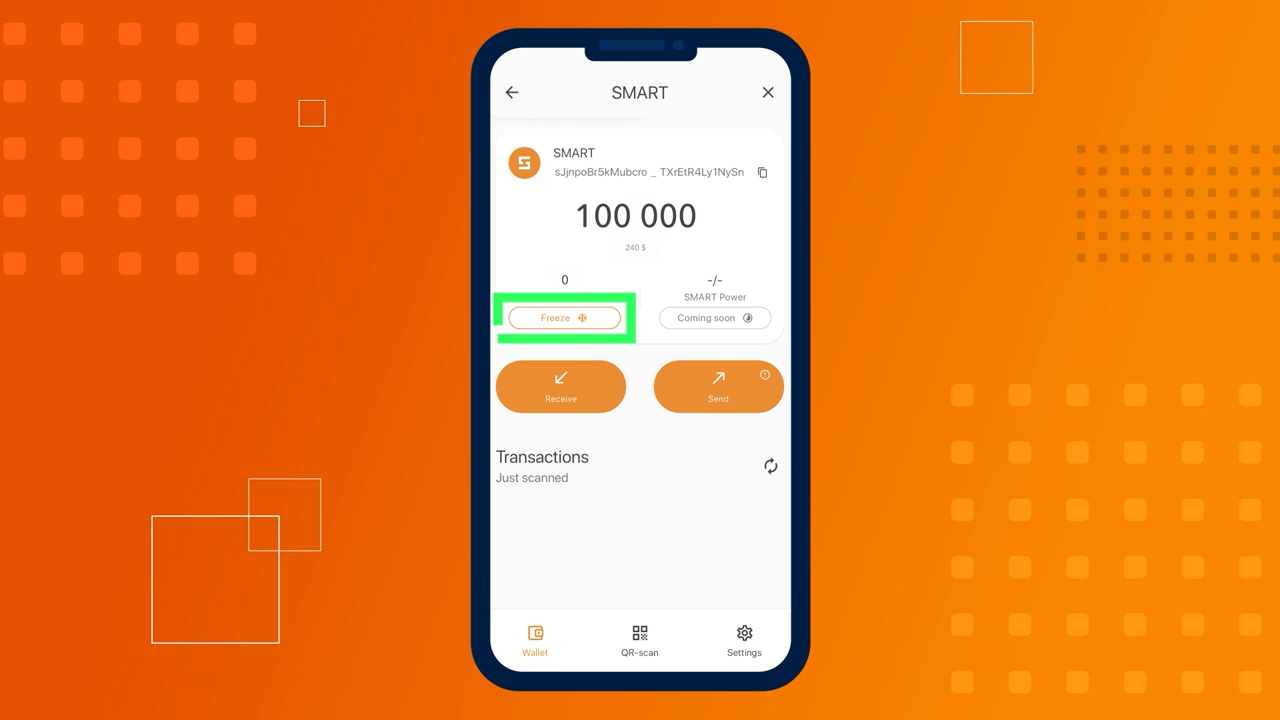 SMART
SMART
sJjnpoBr5kMubcro ... TXrEtR4Ly1NySn
100 000
240 $
0
-/-
SMART Power
Freeze
Coming soon
Receive
Send
Transactions
Just scanned
Wallet
QR-scan
Settings